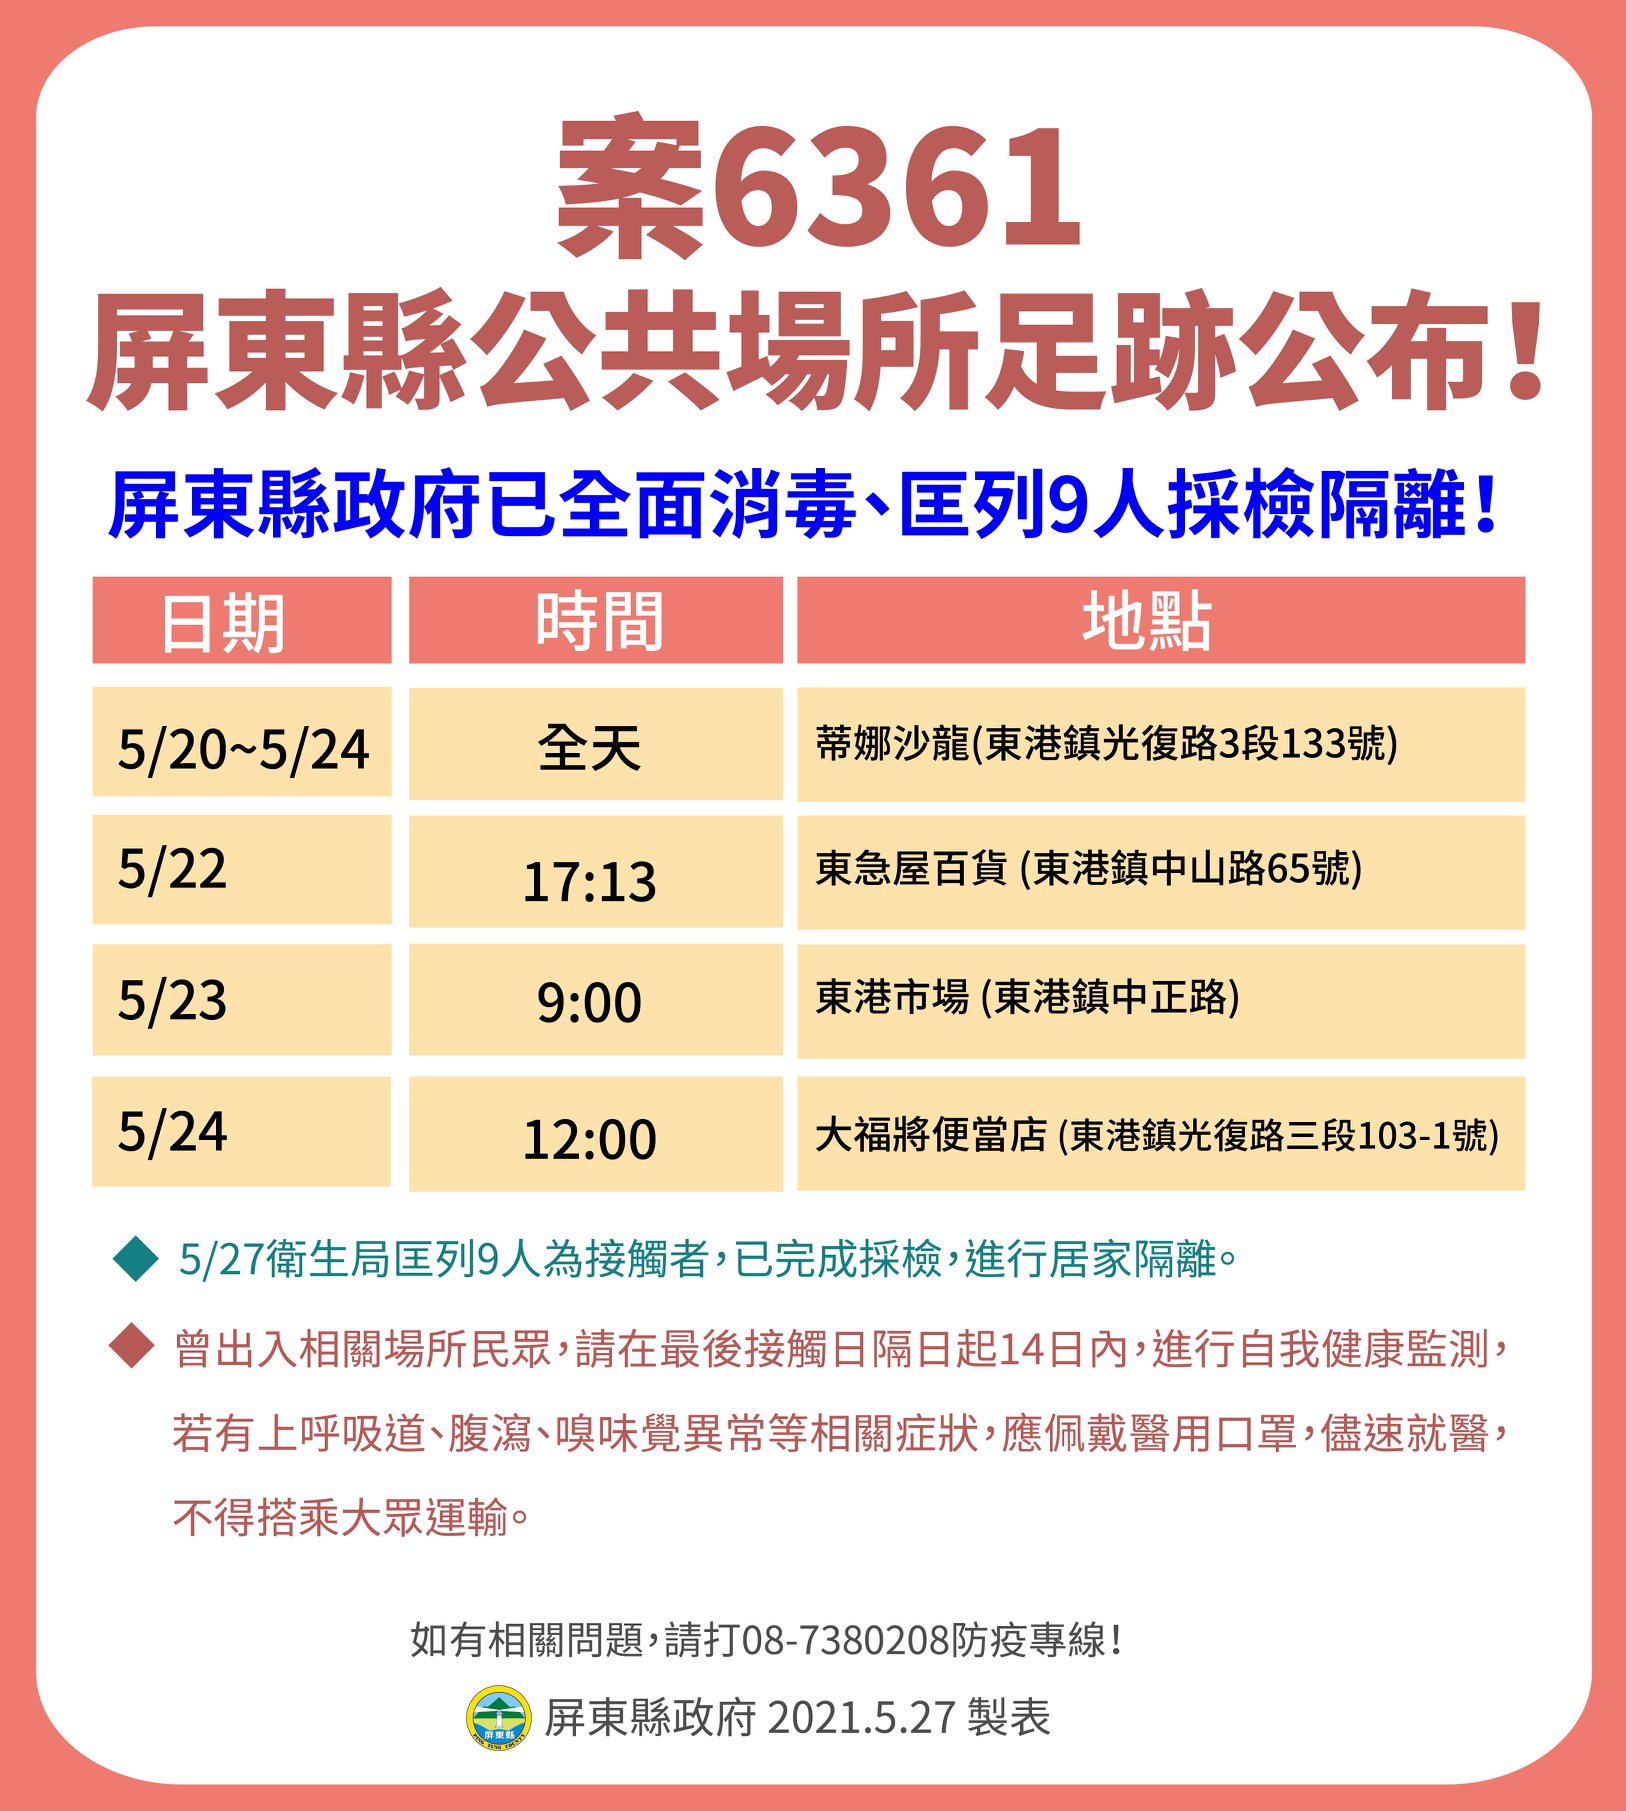 案6361
屏東縣公共場所足跡公布！
屏東縣政府已全面消毒、匡列9人採檢隔離！
日期 時間 地點
5/20~5/24 全天 蒂娜沙龍(東港鎮光復路3段133號)
5/22 17:13 東急屋百貨 (東港鎮中山路65號)
5/23 9:00 東港市場 (東港鎮中正路)
5/24 12:00 大福將便當店 (東港鎮光復路三段103-1號)
5/27衛生局匡列9人為接觸者，已完成採檢，進行居家隔離。
曾出入相關場所民眾，請在最後接觸日隔日起14日內，進行自我健康監測，
若有上呼吸道、腹瀉、嗅味覺異常等相關症狀，應佩戴醫用口罩，儘速就醫，
不得搭乘大眾運輸。
如有相關問題，請打08-7380208防疫專線！
屏東縣政府 2021.5.27 製表
屏東縣
PING TUNG COUNTY